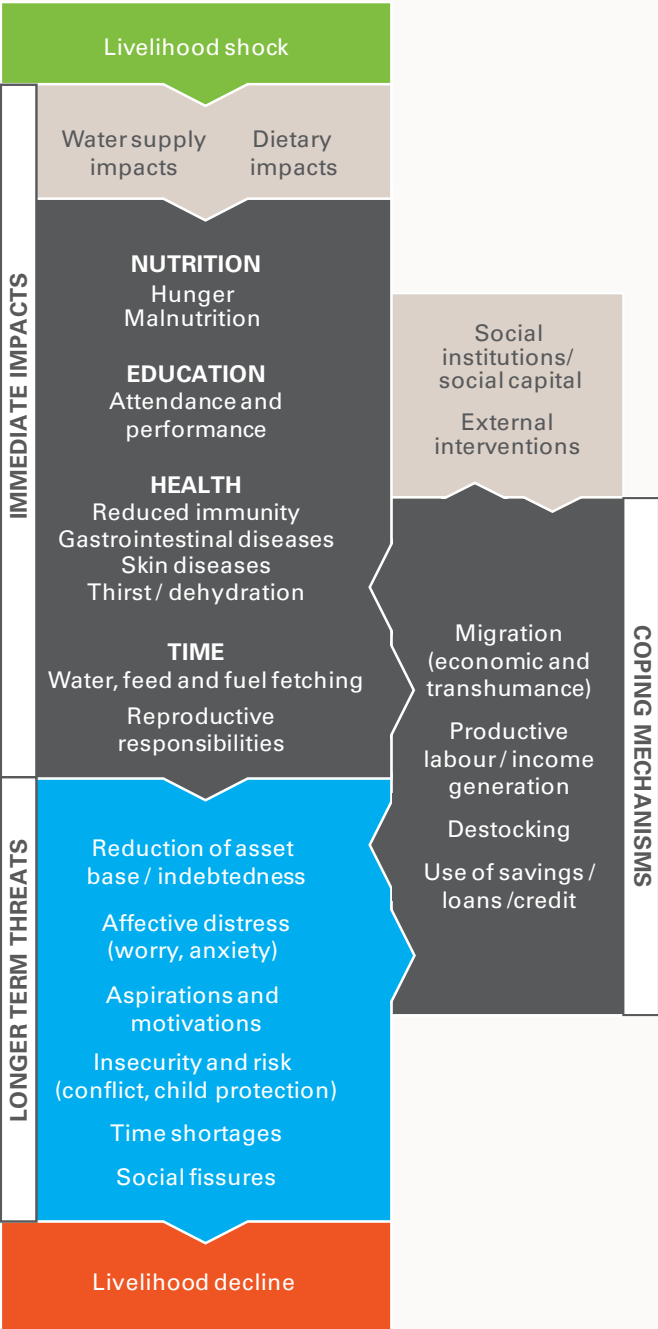 Livelihood shock
IMMEDIATE IMPACTS
Water supply
impacts
Dietary
impacts
NUTRITION
Hunger
Malnutrition
EDUCATION
Attendance and
performance
HEALTH
Reduced immunity
Gastrointestinal diseases
Skin diseases
Thirst / dehydration
TIME
Water, feed and fuel fetching
Reproductive
responsibilities
Social
institutions/
social capital
External
interventions
COPING MECHANISMS
Migration
(economic and
transhumance)
Productive
labour / income
generation
Destocking
Use of savings /
loans /credit
LONGER TERM THREATS
Reduction of asset
base / indebtedness
Affective distress
(worry, anxiety)
Aspirations and
motivations
Insecurity and risk
(conflict, child protection)
Time shortages
Social fissures
Livelihood decline